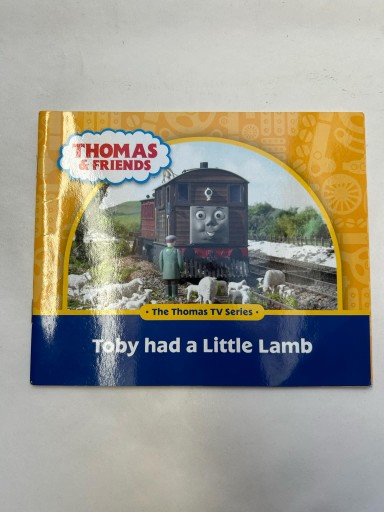 THOMAS
& FRIENDS
· The Thomas TV Series ·
Toby had a Little Lamb